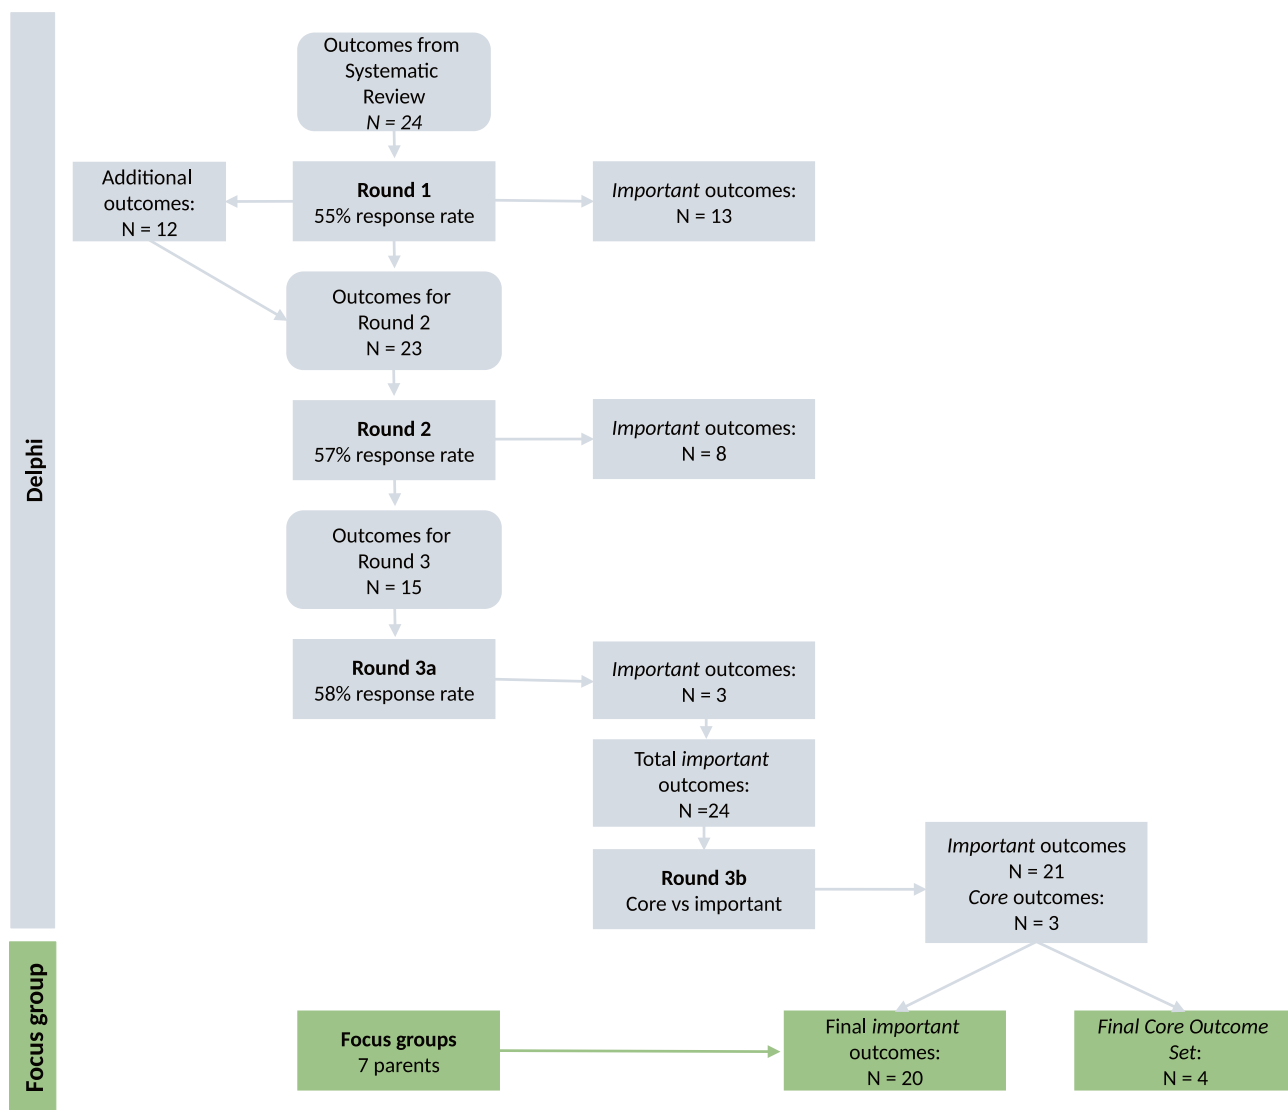 Outcomes from
Systematic
Review
N = 24
Additional
outcomes:
N = 12
Round 1
55% response rate
Important outcomes:
N = 13
Outcomes for
Round 2
N = 23
Round 2
57% response rate
Important outcomes:
N = 8
Delphi
Outcomes for
Round 3
N = 15
Round 3a
58% response rate
Important outcomes:
N = 3
Total important
outcomes:
N =24
Round 3b
Core vs important
Important outcomes
N = 21
Core outcomes:
N = 3
Focus group
Focus groups
7 parents
Final important
outcomes:
N = 20
Final Core Outcome
Set:
N = 4